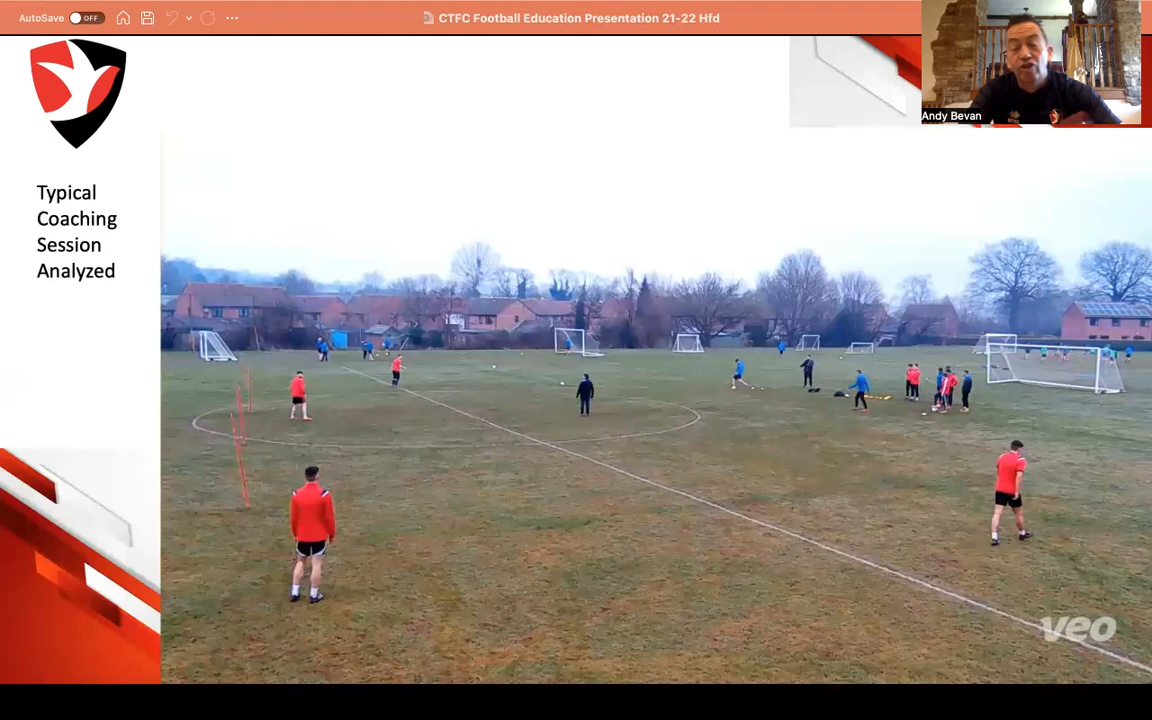 AutoSave OFF
CTFC Football Education Presentation 21-22 Hfd
Andy Bevan
Typical
Coaching
Session
Analyzed
veo